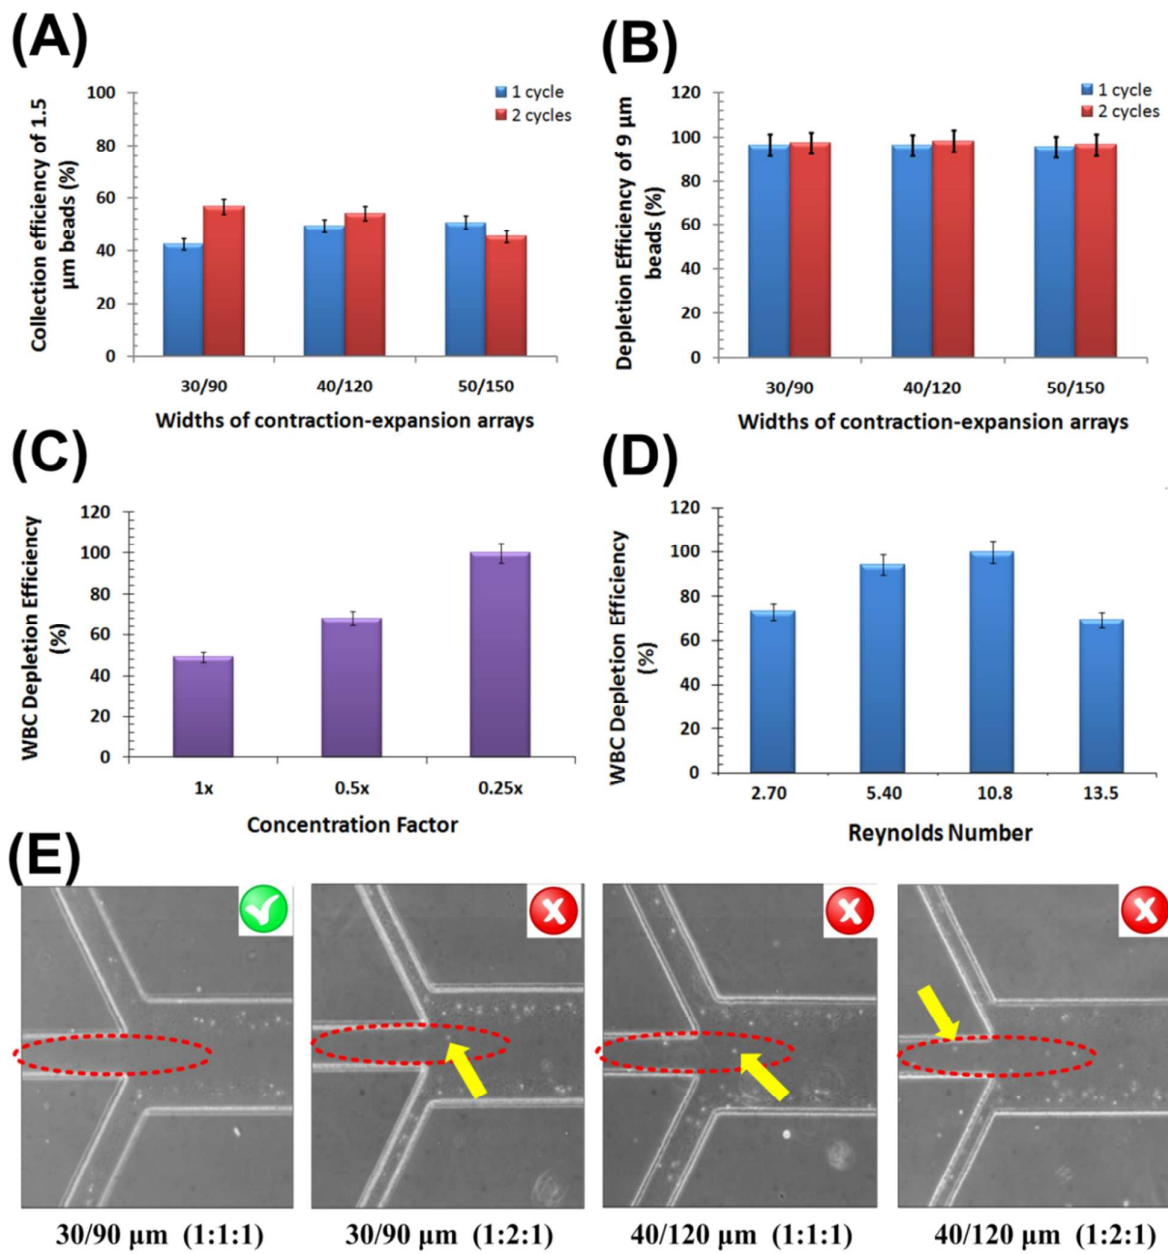 (A)
Collection efficiency of 1.5
µm beads (%)
100
80
60
40
20
0
1 cycle
2 cycles
30/90
40/120
50/150
Widths of contraction-expansion arrays
(B)
Depletion Efficiency of 9 µm
beads (%)
120
100
80
60
40
20
0
1 cycle
2 cycles
30/90
40/120
50/150
Widths of contraction-expansion arrays
(C)
WBC Depletion Efficiency
(%)
120
100
80
60
40
20
0
1x
0.5x
0.25x
Concentration Factor
(D)
WBC Depletion Efficiency
(%)
120
100
80
60
40
20
0
2.70
5.40
10.8
13.5
Reynolds Number
(E)
30/90 µm (1:1:1)
30/90 µm (1:2:1)
40/120 µm (1:1:1)
40/120 µm (1:2:1)